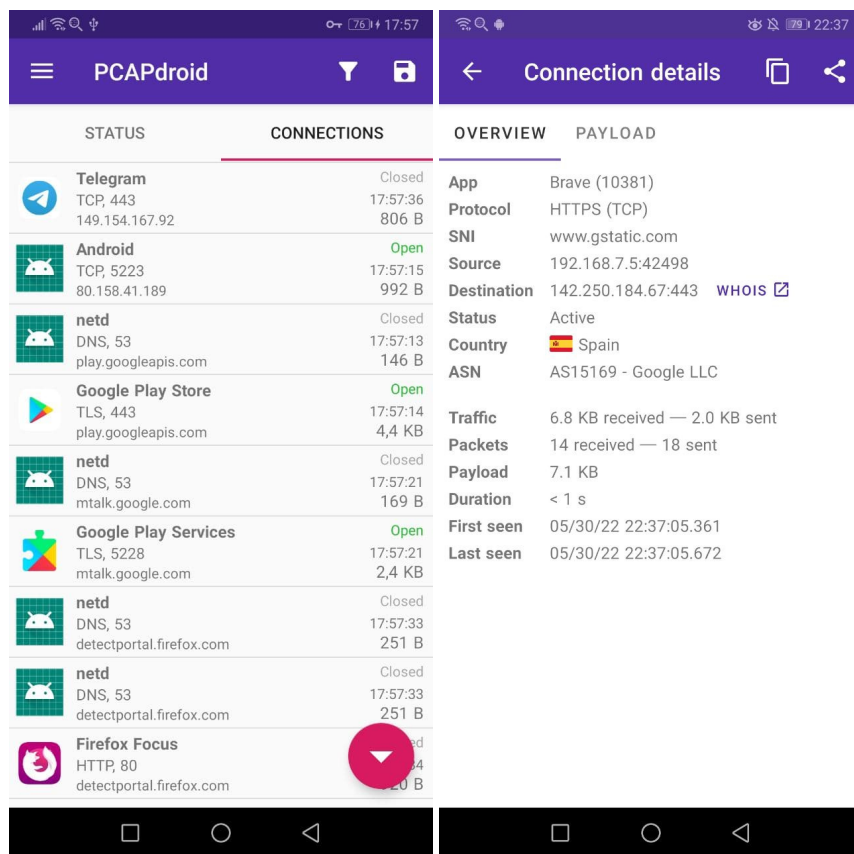 76 17:57
PCAPdroid
STATUS CONNECTIONS
Telegram Closed
TCP, 443 17:57:36
149.154.167.92 806 B
Android Open
TCP, 5223 17:57:15
80.158.41.189 992 B
netd Closed
DNS, 53 17:57:13
play.googleapis.com 146 B
Google Play Store Open
TLS, 443 17:57:14
play.googleapis.com 4,4 KB
netd Closed
DNS, 53 17:57:21
mtalk.google.com 169 B
Google Play Services Open
TLS, 5228 17:57:21
mtalk.google.com 2,4 KB
netd Closed
DNS, 53 17:57:33
detectportal.firefox.com 251 B
netd Closed
DNS, 53 17:57:33
detectportal.firefox.com 251 B
Firefox Focus
HTTP, 80
detectportal.firefox.com B
79 22:37
Connection details
OVERVIEW PAYLOAD
App Brave (10381)
Protocol HTTPS (TCP)
SNI www.gstatic.com
Source 192.168.7.5:42498
Destination 142.250.184.67:443 WHOIS
Status Active
Country Spain
ASN AS15169 - Google LLC
Traffic 6.8 KB received — 2.0 KB sent
Packets 14 received — 18 sent
Payload 7.1 KB
Duration < 1 s
First seen 05/30/22 22:37:05.361
Last seen 05/30/22 22:37:05.672